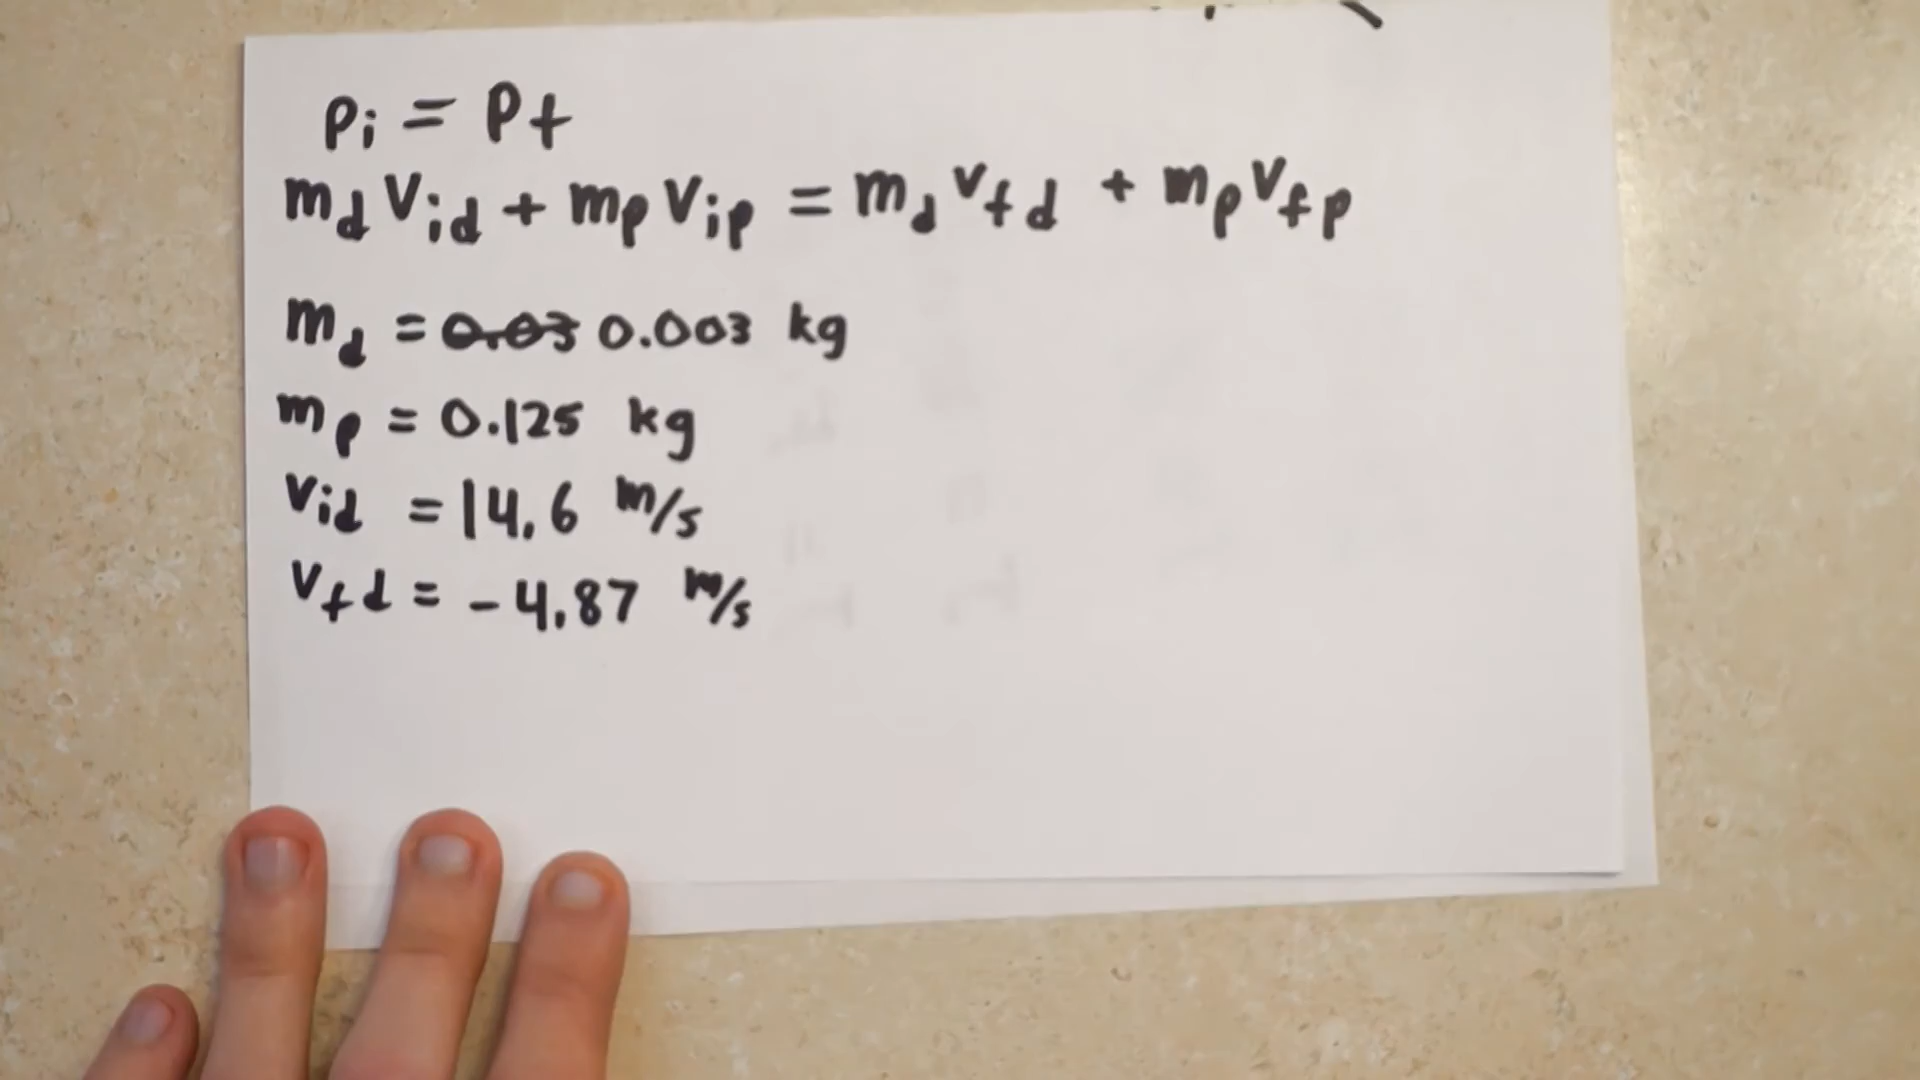 Pi = Pf
md Vid + mp Vip = md Vfd + mp Vfp
md = 0.03 0.003 kg
mp = 0.125 kg
Vid = 14.6 m/s
Vfd = -4.87 m/s